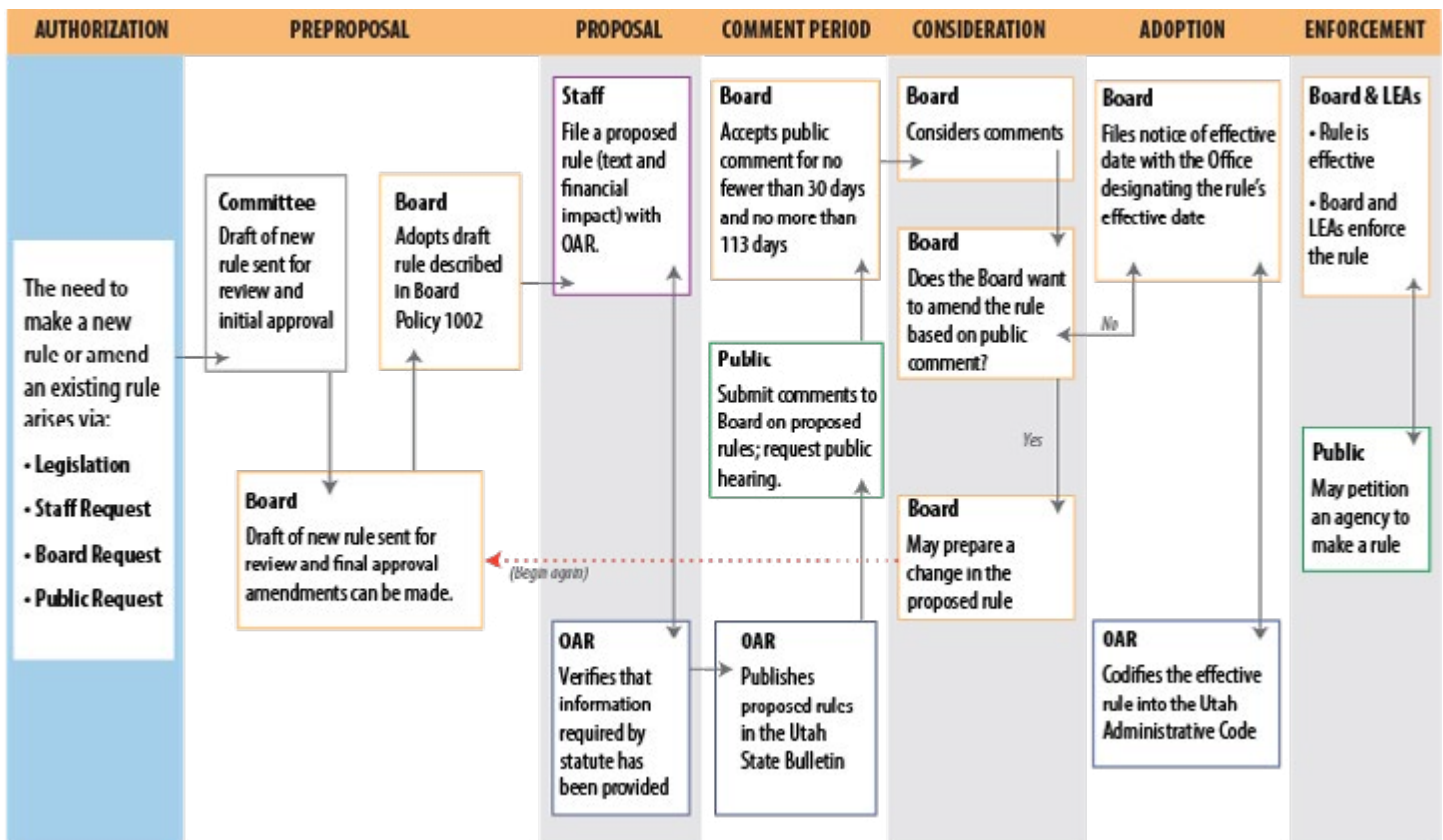 AUTHORIZATION
PREPROPOSAL
PROPOSAL
COMMENT PERIOD
CONSIDERATION
ADOPTION
ENFORCEMENT
The need to
make a new
rule or amend
an existing rule
arises via:
• Legislation
• Staff Request
• Board Request
• Public Request
Committee
Draft of new
rule sent for
review and
initial approval
Board
Draft of new rule sent for
review and final approval
amendments can be made.
Board
Adopts draft
rule described
in Board
Policy 1002
Staff
File a proposed
rule (text and
financial
impact) with
OAR.
OAR
Verifies that
information
required by
statute has
been provided
OAR
Publishes
proposed rules
in the Utah
State Bulletin
Public
Submit comments to
Board on proposed
rules; request public
hearing.
Board
Accepts public
comment for no
fewer than 30 days
and no more than
113 days
Board
Considers comments
Board
Does the Board want
to amend the rule
based on public
comment?
No
Yes
Board
May prepare a
change in the
proposed rule
(Begin again)
Board
Files notice of effective
date with the Office
designating the rule's
effective date
OAR
Codifies the effective
rule into the Utah
Administrative Code
Board & LEAs
• Rule is
effective
• Board and
LEAs enforce
the rule
Public
May petition
an agency to
make a rule